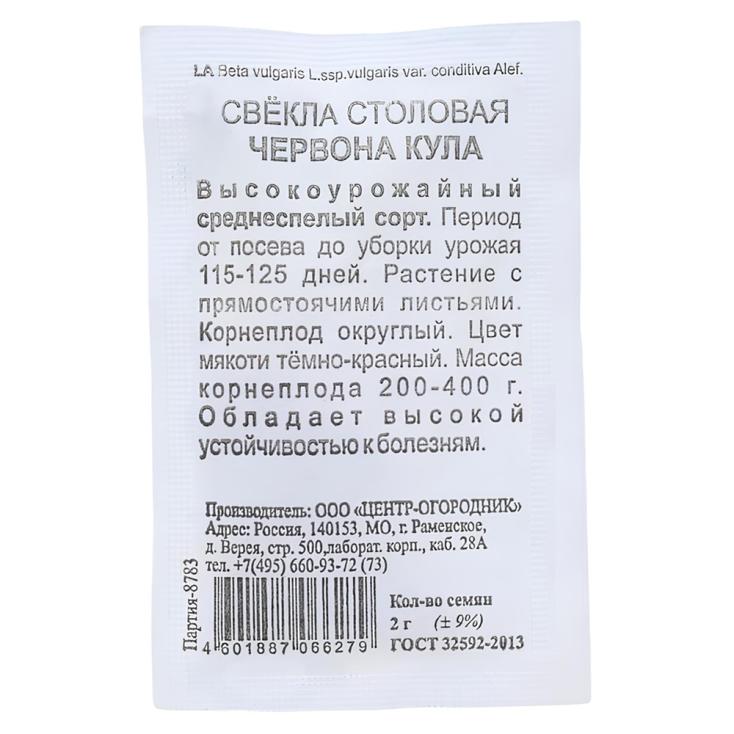 LA Beta vulgaris L.ssp.vulgaris var. conditiva Alef.
СВЁКЛА СТОЛОВАЯ
ЧЕРВОНА КУЛА
Высокоурожайный
среднеспелый сорт. Период
от посева до уборки урожая
115-125 дней. Растение с
прямостоячими листьями.
Корнеплод округлый. Цвет
мякоти тёмно-красный. Масса
корнеплода 200-400 г.
Обладает высокой
устойчивостью к болезням.
Производитель: ООО «ЦЕНТР-ОГОРОДНИК»
Адрес: Россия, 140153, МО, г. Раменское,
д. Верея, стр. 500,лаборат. корп., каб. 28А
тел. +7(495) 660-93-72 (73)
Партия-8783
4 601887 066279
Кол-во семян
2 г (± 9%)
ГОСТ 32592-2013